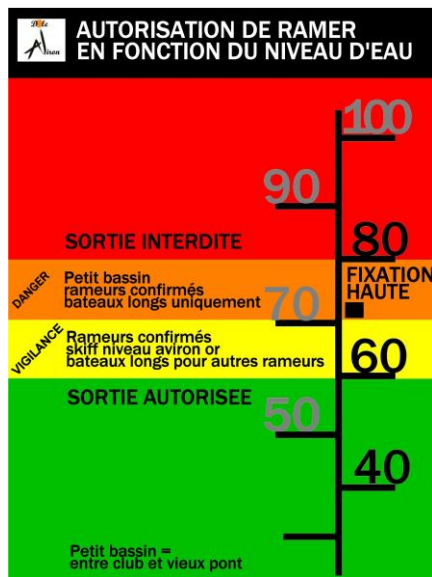 Dole
Aviron
AUTORISATION DE RAMER
EN FONCTION DU NIVEAU D'EAU
100
90
SORTIE INTERDITE
80
DANGER
Petit bassin
rameurs confirmés
bateaux longs uniquement
FIXATION
HAUTE
70
VIGILANCE
Rameurs confirmés
skiff niveau aviron or
bateaux longs pour autres rameurs
60
SORTIE AUTORISEE
50
40
Petit bassin =
entre club et vieux pont